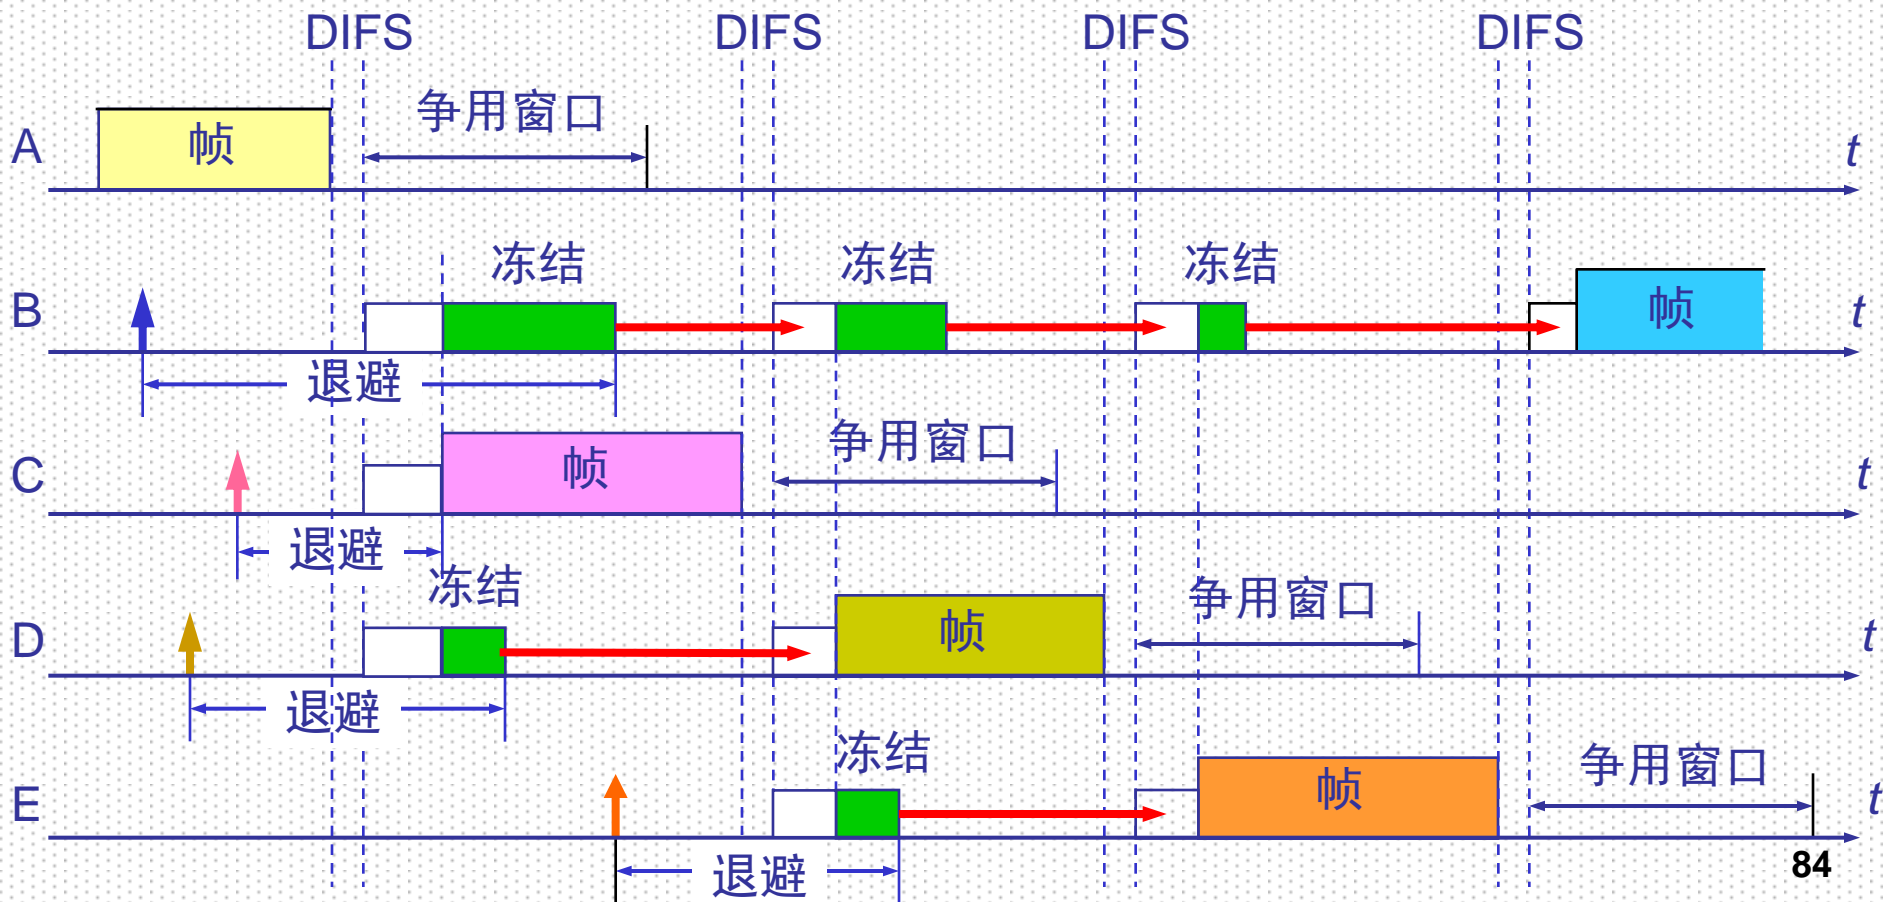 DIFS DIFS DIFS DIFS
争用窗口
A 帧 t
冻结 冻结 冻结
B 帧 t
退避
争用窗口
C 帧 t
退避
冻结
争用窗口
D 帧 t
退避
冻结
争用窗口
E 帧 t
84
退避